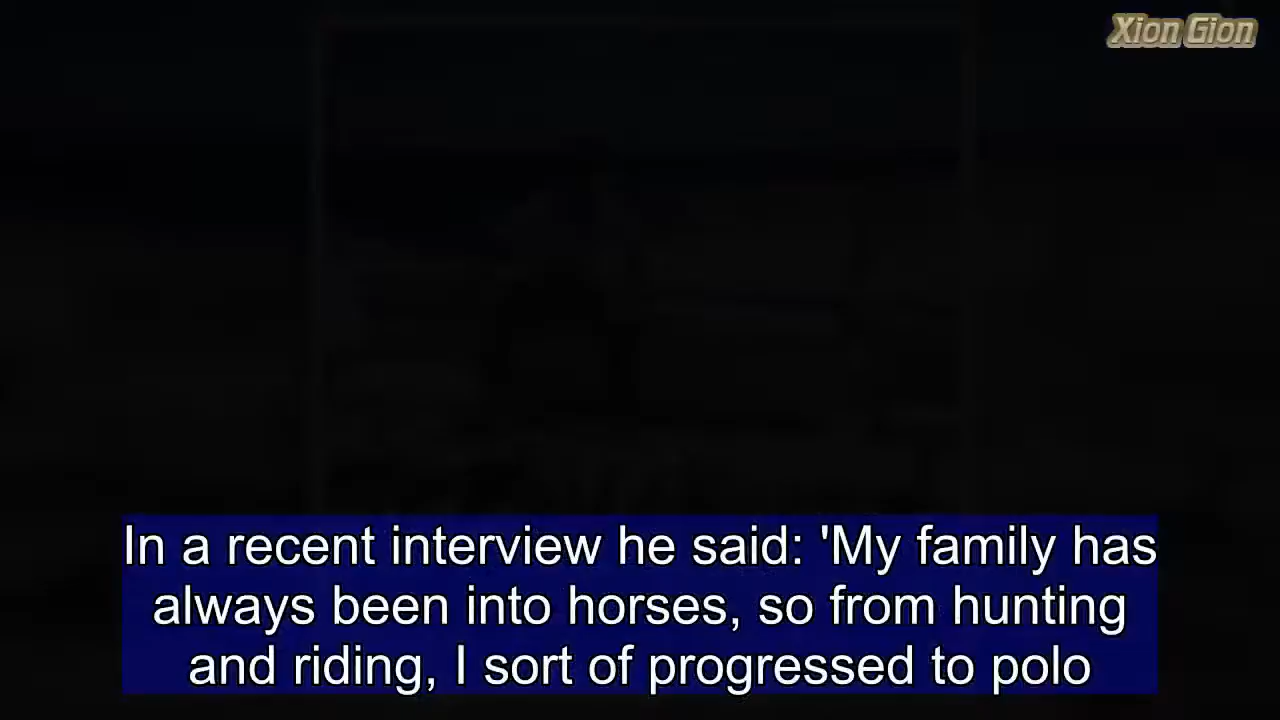 Xion Gion
In a recent interview he said: 'My family has
always been into horses, so from hunting
and riding, I sort of progressed to polo